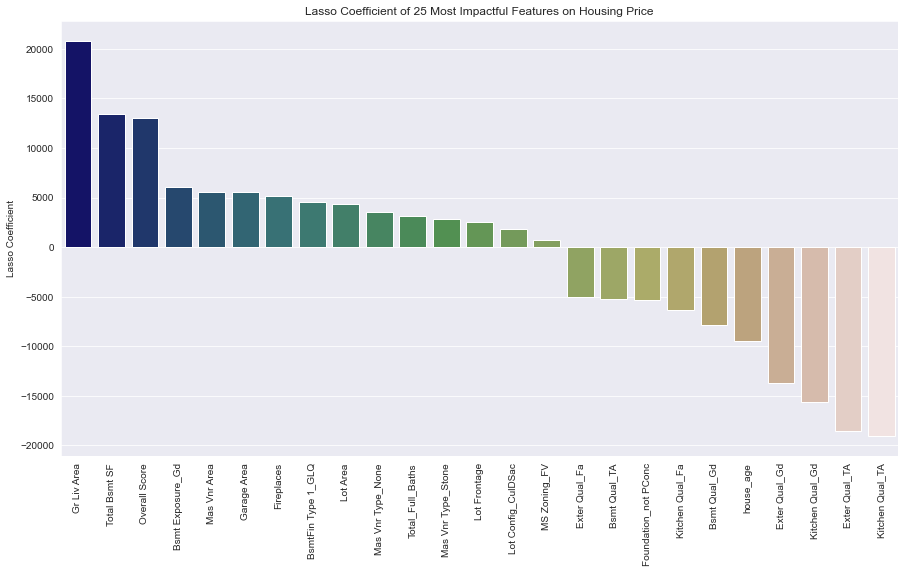 Lasso Coefficient of 25 Most Impactful Features on Housing Price
Lasso Coefficient
20000
15000
10000
5000
0
−5000
−10000
−15000
−20000
Gr Liv Area
Total Bsmt SF
Overall Score
Bsmt Exposure_Gd
Mas Vnr Area
Garage Area
Fireplaces
BsmtFin Type 1_GLQ
Lot Area
Mas Vnr Type_None
Total_Full_Baths
Mas Vnr Type_Stone
Lot Frontage
Lot Config_CulDSac
MS Zoning_FV
Exter Qual_Fa
Bsmt Qual_TA
Foundation_not PConc
Kitchen Qual_Fa
Bsmt Qual_Gd
house_age
Exter Qual_Gd
Kitchen Qual_Gd
Exter Qual_TA
Kitchen Qual_TA